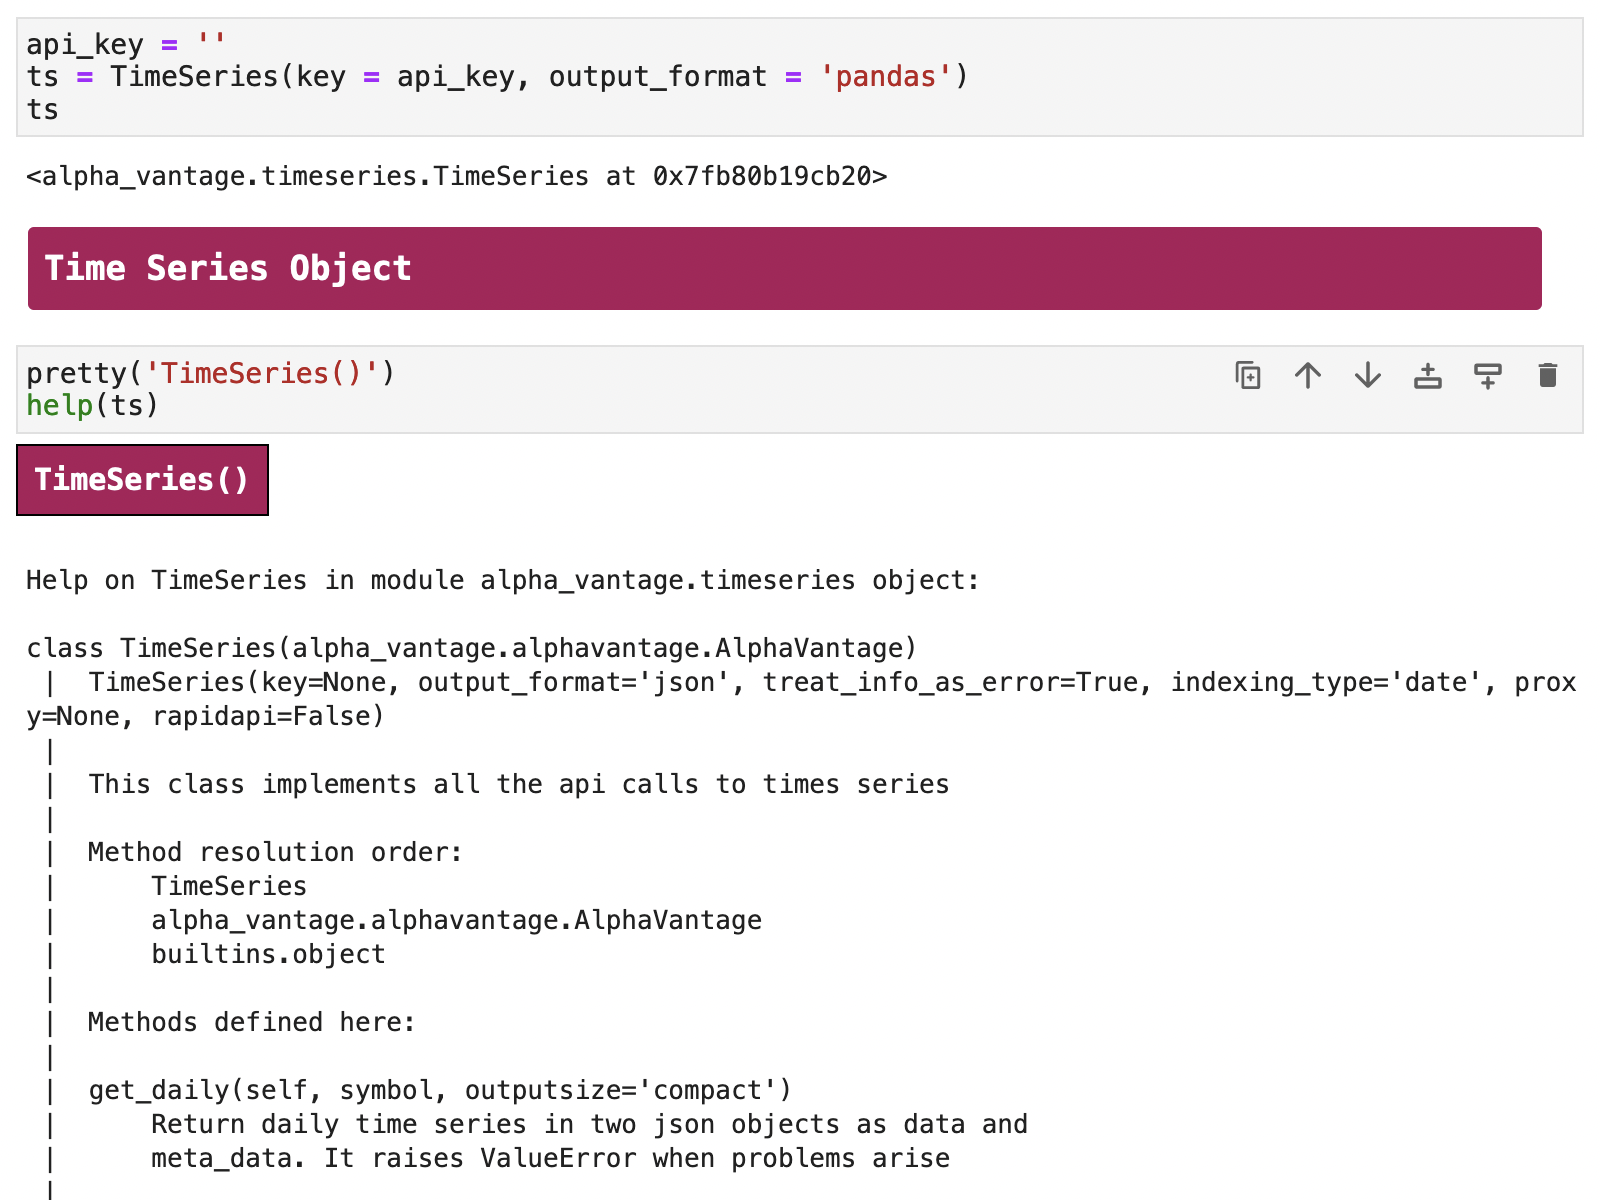 api_key = ''
ts = TimeSeries(key = api_key, output_format = 'pandas')
ts
<alpha_vantage.timeseries.TimeSeries at 0x7fb80b19cb20>
Time Series Object
pretty('TimeSeries()')
help(ts)
TimeSeries()
Help on TimeSeries in module alpha_vantage.timeseries object:
class TimeSeries(alpha_vantage.alphavantage.AlphaVantage)
 |  TimeSeries(key=None, output_format='json', treat_info_as_error=True, indexing_type='date', prox
y=None, rapidapi=False)
 |
 |  This class implements all the api calls to times series
 |
 |  Method resolution order:
 |      TimeSeries
 |      alpha_vantage.alphavantage.AlphaVantage
 |      builtins.object
 |
 |  Methods defined here:
 |
 |  get_daily(self, symbol, outputsize='compact')
 |      Return daily time series in two json objects as data and
 |      meta_data. It raises ValueError when problems arise
 |